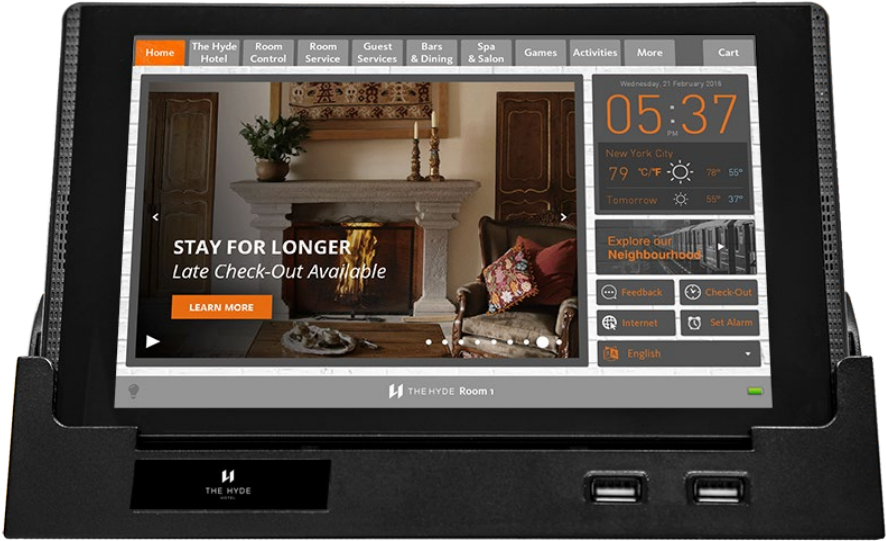 Home
The Hyde
Hotel
Room
Control
Room
Service
Guest
Services
Bars
& Dining
Spa
& Salon
Games
Activities
More
Cart
Wednesday, 21 February 2018
05:37
PM
New York City
79 °C/°F 78° 55°
Tomorrow 55° 37°
STAY FOR LONGER
Late Check-Out Available
LEARN MORE
Explore our
Neighbourhood
Feedback
Check-Out
Internet
Set Alarm
English
THE HYDE Room 1
THE HYDE
HOTEL